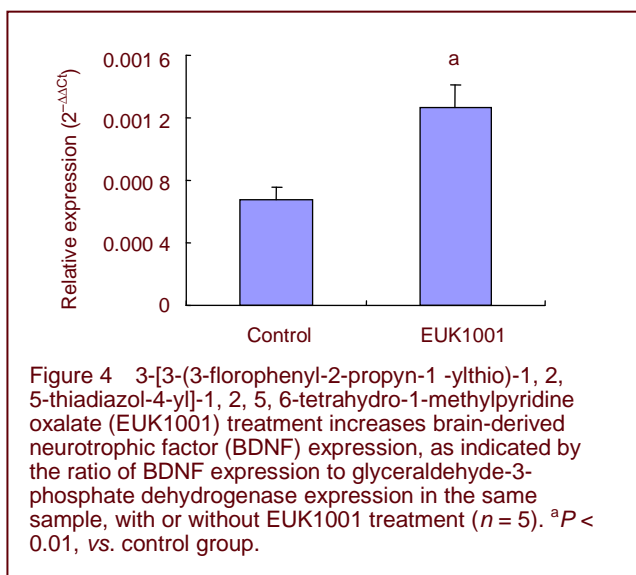 0.001 6
a
0.001 2
0.000 8
0.000 4
0
Relative expression (2⁻ΔΔCt)
Control EUK1001
Figure 4 3-[3-(3-florophenyl-2-propyn-1 -ylthio)-1, 2,
5-thiadiazol-4-yl]-1, 2, 5, 6-tetrahydro-1-methylpyridine
oxalate (EUK1001) treatment increases brain-derived
neurotrophic factor (BDNF) expression, as indicated by
the ratio of BDNF expression to glyceraldehyde-3-
phosphate dehydrogenase expression in the same
sample, with or without EUK1001 treatment (n = 5). ᵃP <
0.01, vs. control group.